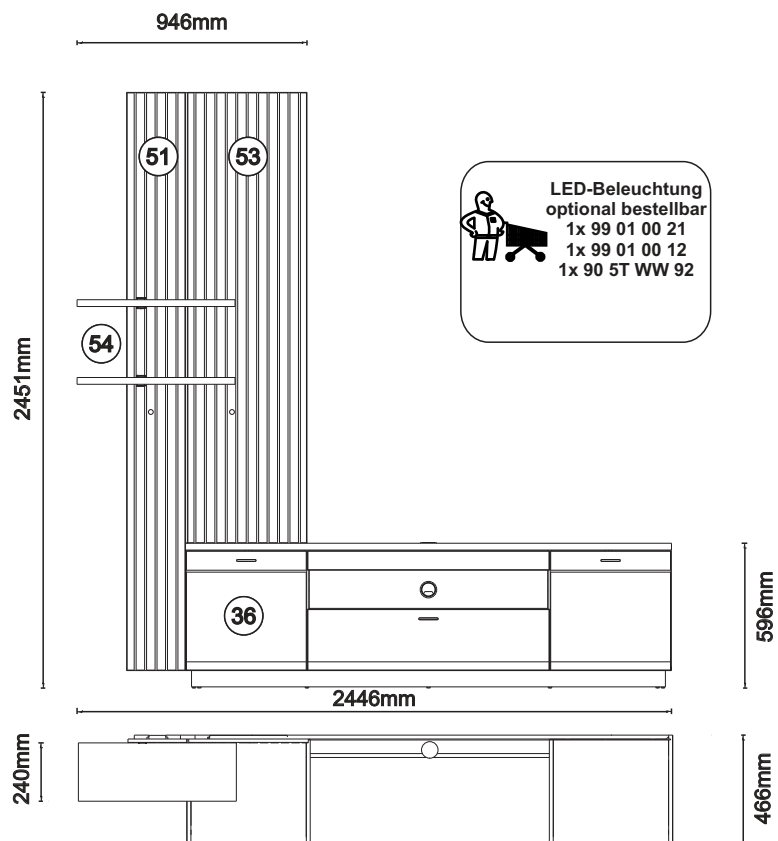 946mm
51
53
LED-Beleuchtung
optional bestellbar
1x 99 01 00 21
1x 99 01 00 12
1x 90 5T WW 92
54
2451mm
36
596mm
2446mm
240mm
466mm